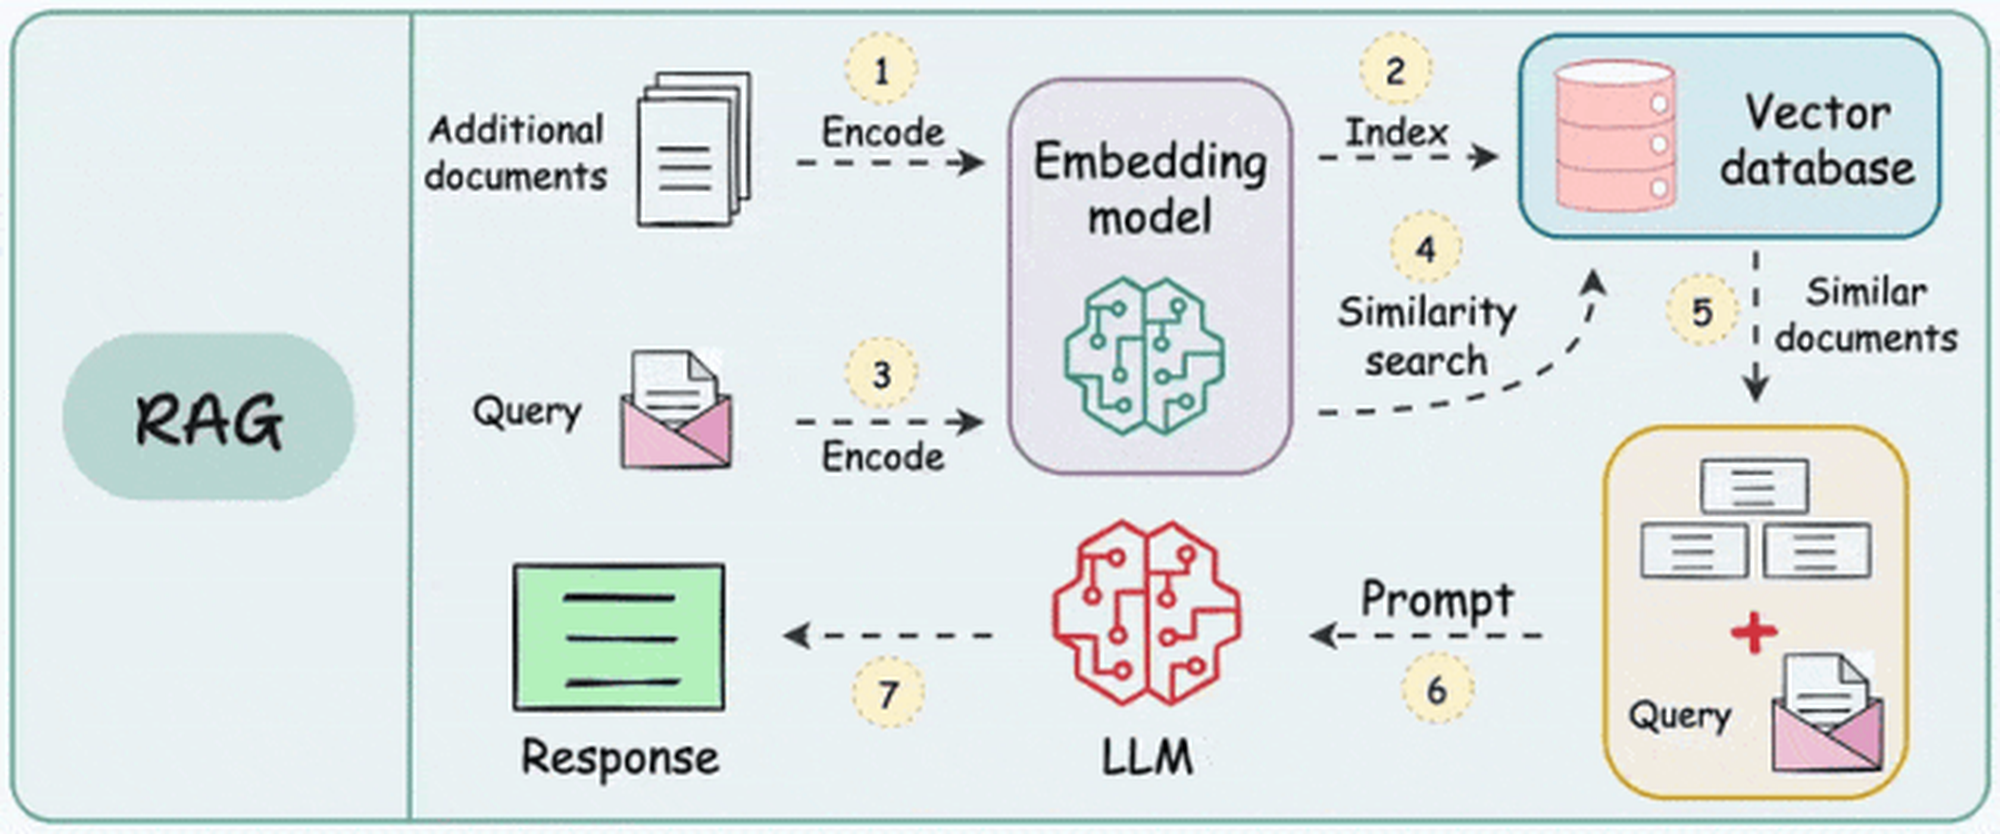 RAG
Additional
documents
1
Encode
Embedding
model
2
Index
Vector
database
Query
3
Encode
4
Similarity
search
5
Similar
documents
Query
Prompt
6
LLM
7
Response